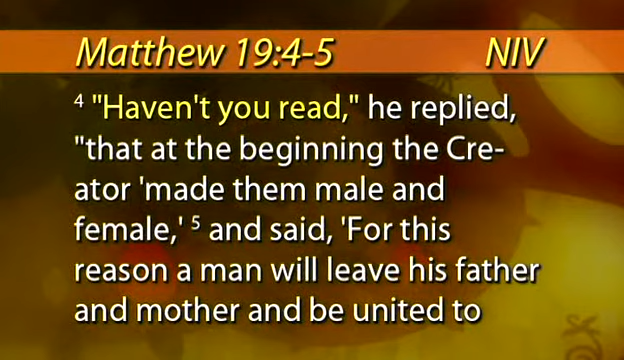 Matthew 19:4-5 NIV
⁴ "Haven't you read," he replied,
"that at the beginning the Cre-
ator 'made them male and
female,' ⁵ and said, 'For this
reason a man will leave his father
and mother and be united to